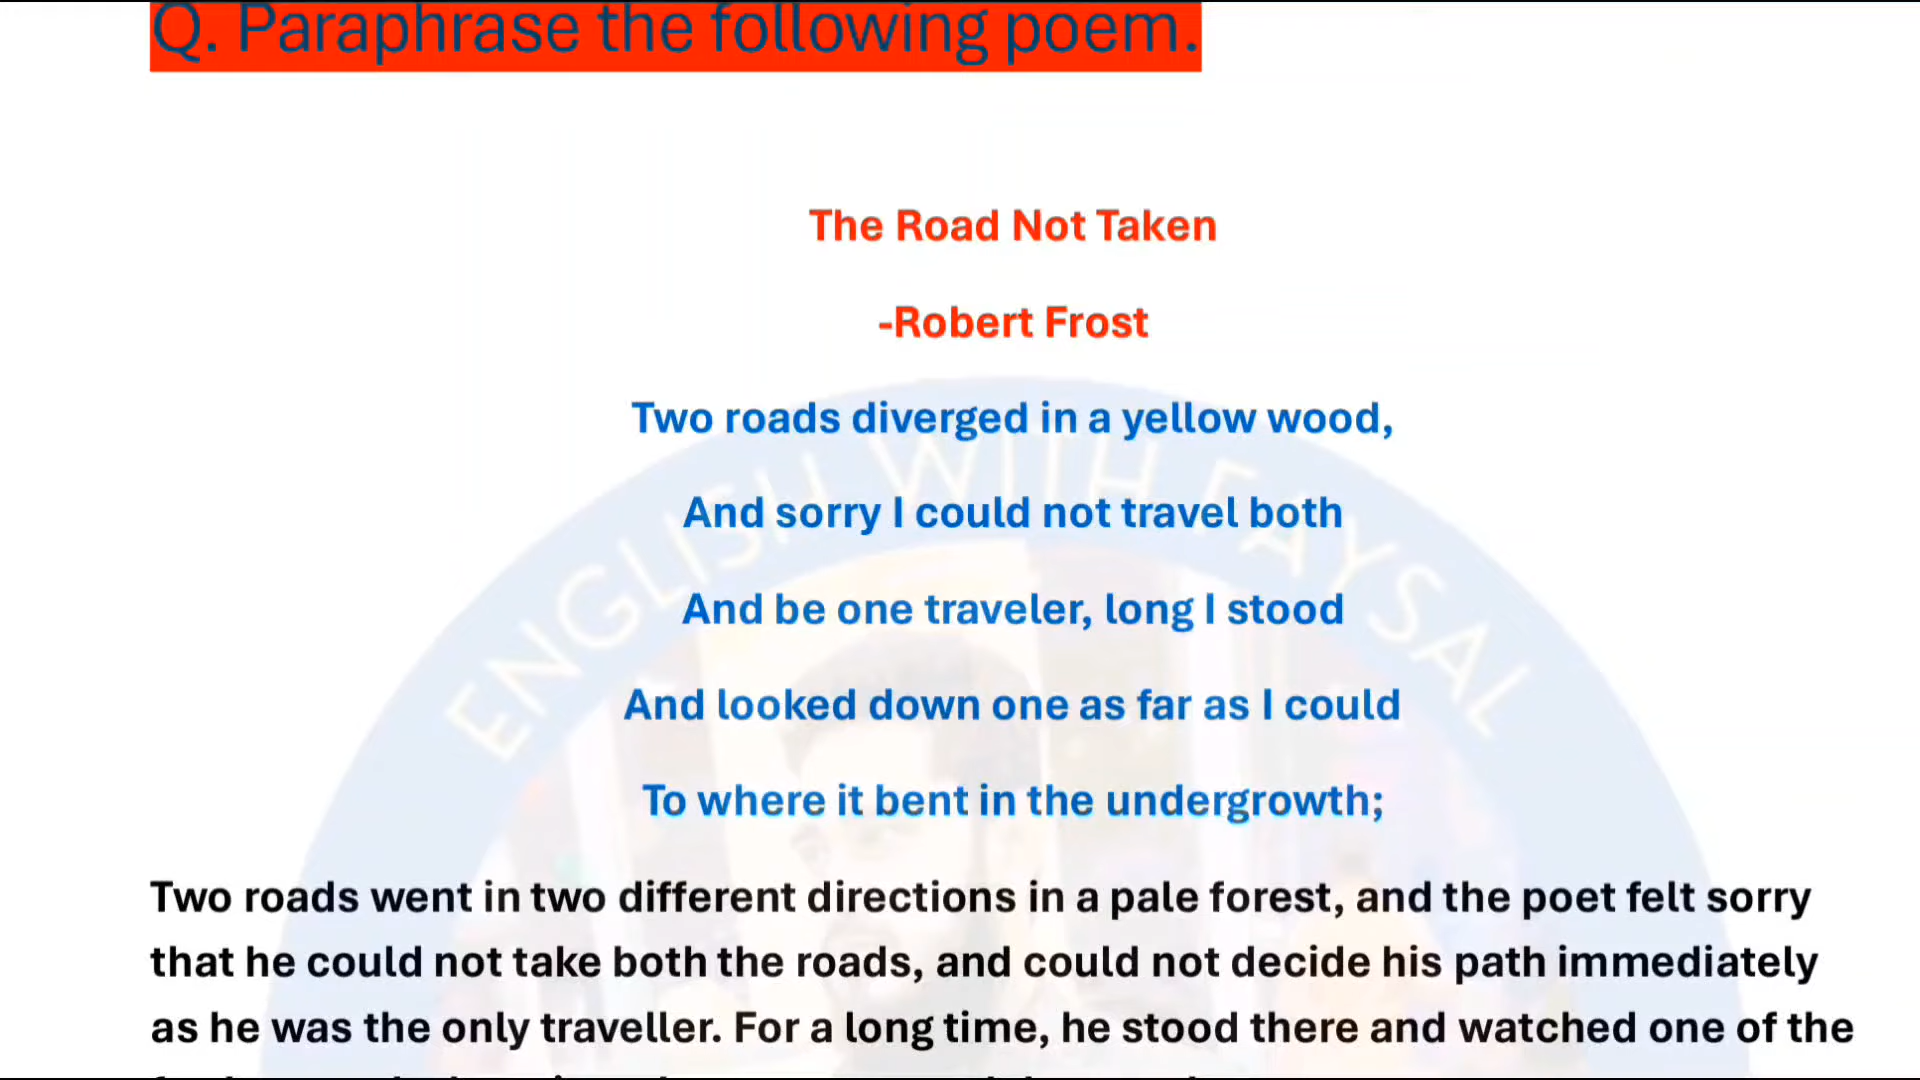 Q. Paraphrase the following poem.
The Road Not Taken
-Robert Frost
Two roads diverged in a yellow wood,
ENGLISH WITH FAYSAL
And sorry I could not travel both
And be one traveler, long I stood
And looked down one as far as I could
To where it bent in the undergrowth;
Two roads went in two different directions in a pale forest, and the poet felt sorry
that he could not take both the roads, and could not decide his path immediately
as he was the only traveller. For a long time, he stood there and watched one of the